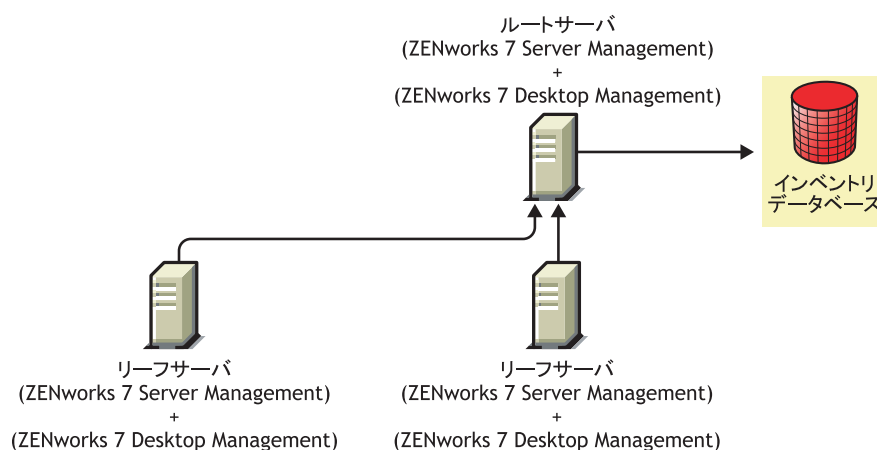 ルートサーバ
(ZENworks 7 Server Management)
+
(ZENworks 7 Desktop Management)
インベントリ
データベース
リーフサーバ
(ZENworks 7 Server Management)
+
(ZENworks 7 Desktop Management)
リーフサーバ
(ZENworks 7 Server Management)
+
(ZENworks 7 Desktop Management)